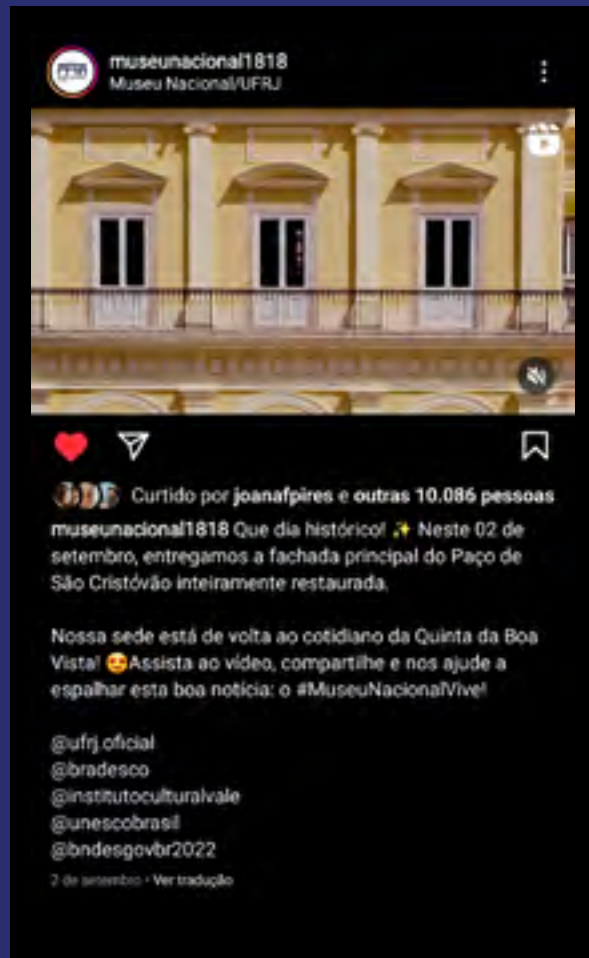 museunacional1818
Museu Nacional/UFRJ
Curtido por joanafpires e outras 10.086 pessoas
museunacional1818 Que dia histórico! ✨ Neste 02 de
setembro, entregamos a fachada principal do Paço de
São Cristóvão inteiramente restaurada.
Nossa sede está de volta ao cotidiano da Quinta da Boa
Vista! 😍Assista ao vídeo, compartilhe e nos ajude a
espalhar esta boa notícia: o #MuseuNacionalVive!
@ufrj.oficial
@bradesco
@institutoculturalvale
@unescobrasil
@bndesgovbr2022
2 de setembro • Ver tradução